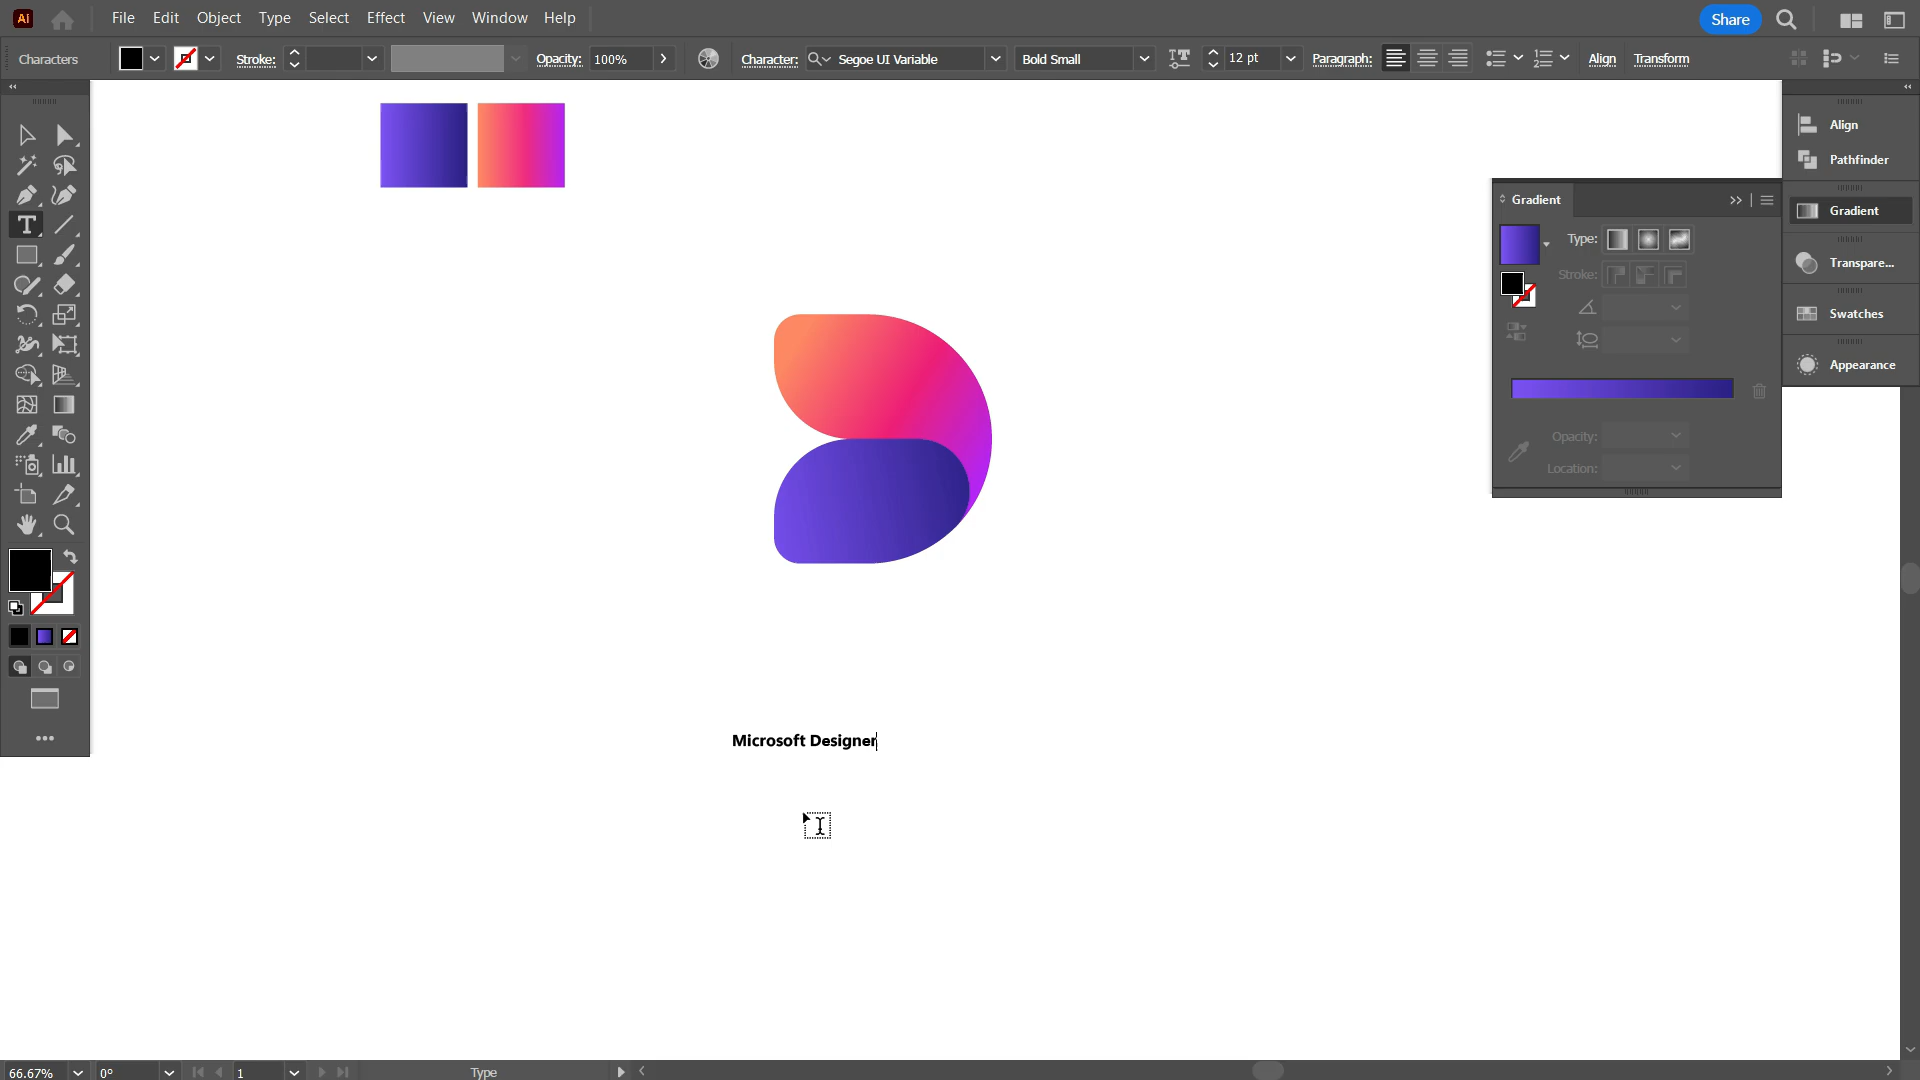 Ai File Edit Object Type Select Effect View Window Help Share
Characters Stroke: Opacity: 100% Character: Segoe UI Variable Bold Small 12 pt Paragraph: Align Transform
Align
Pathfinder
Gradient
Transpare...
Swatches
Appearance
Gradient
Type:
Stroke:
Opacity:
Location:
T
Microsoft Designer
66.67% 0° 1 Type